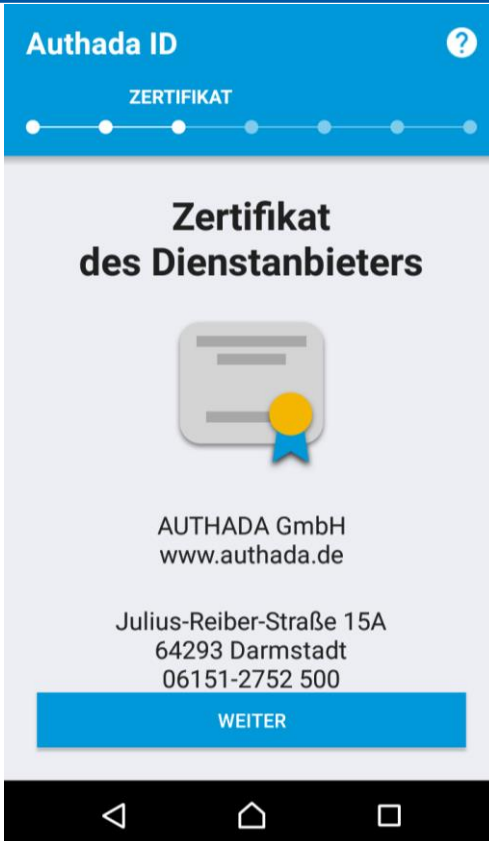 Authada ID
?
ZERTIFIKAT
Zertifikat
des Dienstanbieters
AUTHADA GmbH
www.authada.de
Julius-Reiber-Straße 15A
64293 Darmstadt
06151-2752 500
WEITER